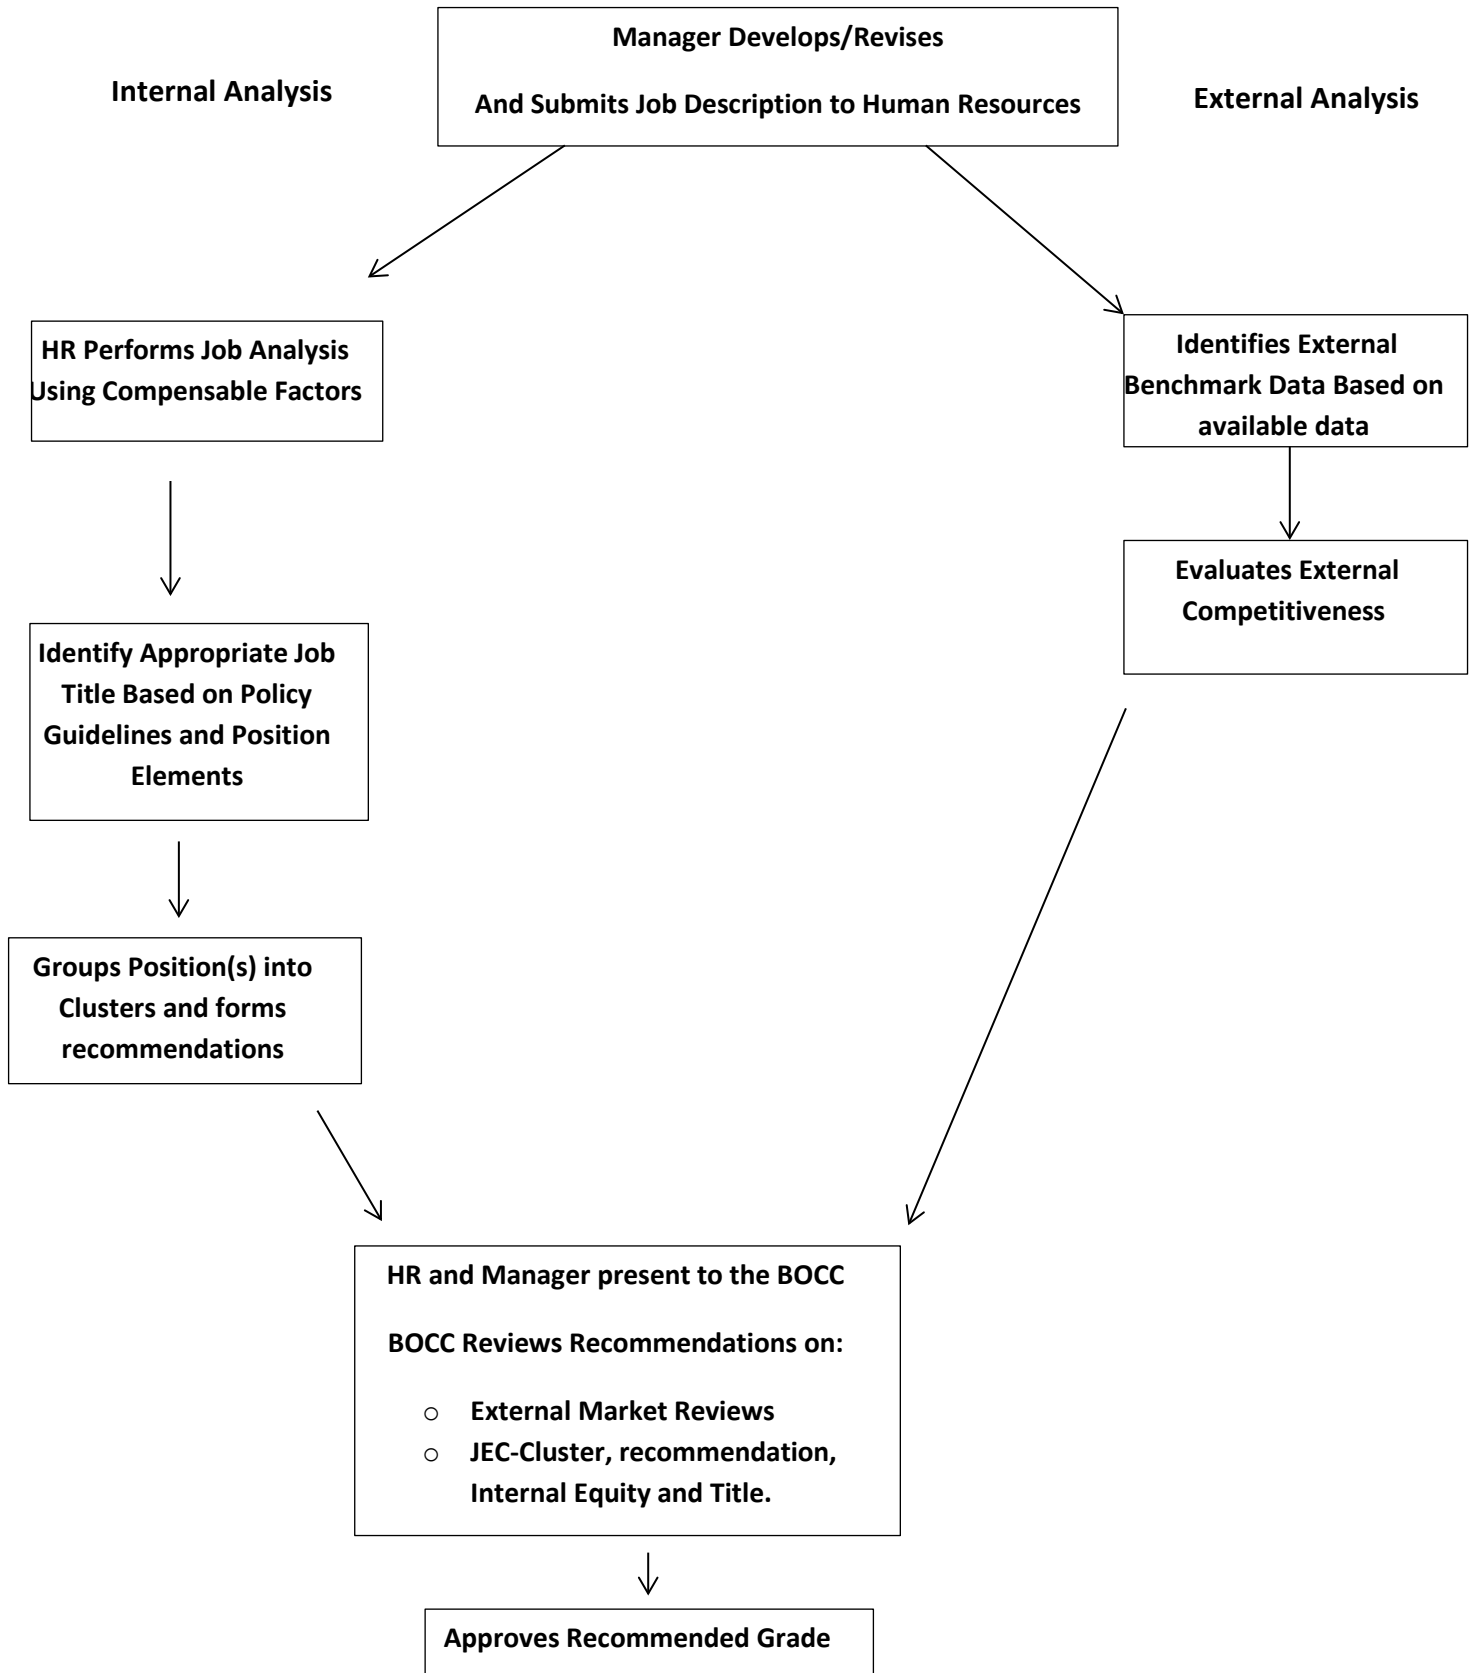 Manager Develops/Revises
And Submits Job Description to Human Resources
Internal Analysis
External Analysis
HR Performs Job Analysis
Using Compensable Factors
Identifies External
Benchmark Data Based on
available data
Evaluates External
Competitiveness
Identify Appropriate Job
Title Based on Policy
Guidelines and Position
Elements
Groups Position(s) into
Clusters and forms
recommendations
HR and Manager present to the BOCC
BOCC Reviews Recommendations on:
o External Market Reviews
o JEC-Cluster, recommendation,
Internal Equity and Title.
Approves Recommended Grade